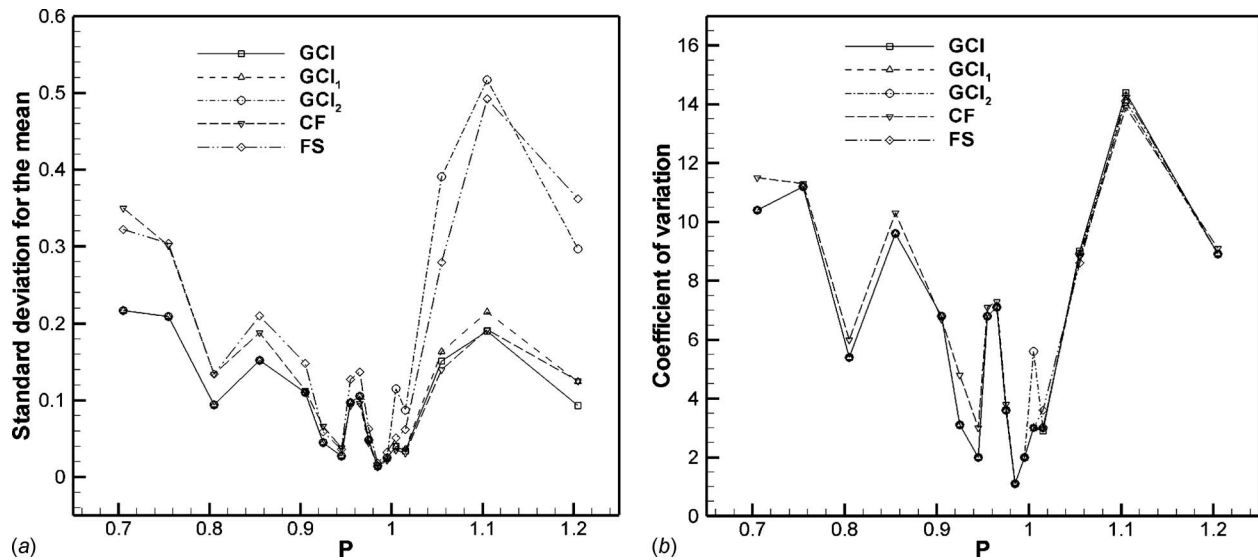 Standard deviation for the mean
0.6
0.5
0.4
0.3
0.2
0.1
0
GCI
GCI1
GCI2
CF
FS
0.7
0.8
0.9
1
1.1
1.2
(a)
P
Coefficient of variation
16
14
12
10
8
6
4
2
0
GCI
GCI1
GCI2
CF
FS
0.7
0.8
0.9
1
1.1
1.2
(b)
P